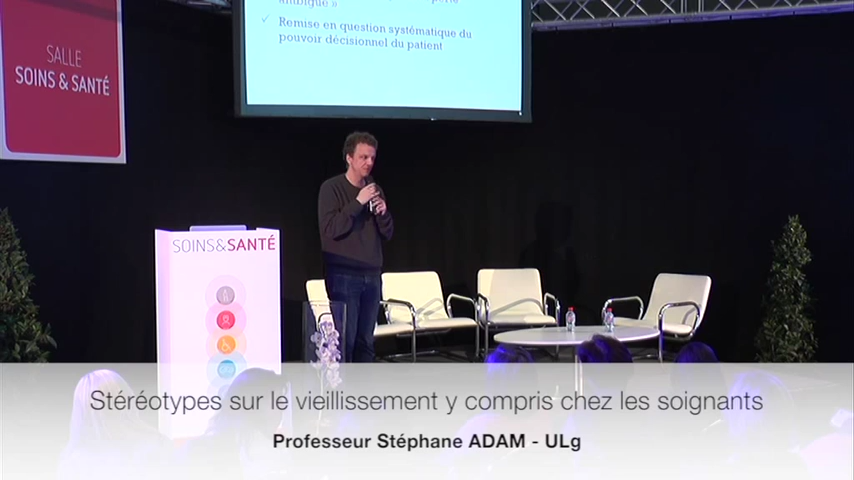 ambiguë »
✓ Remise en question systématique du
pouvoir décisionnel du patient
SALLE
SOINS & SANTÉ
SOINS&SANTÉ
Stéréotypes sur le vieillissement y compris chez les soignants
Professeur Stéphane ADAM - ULg